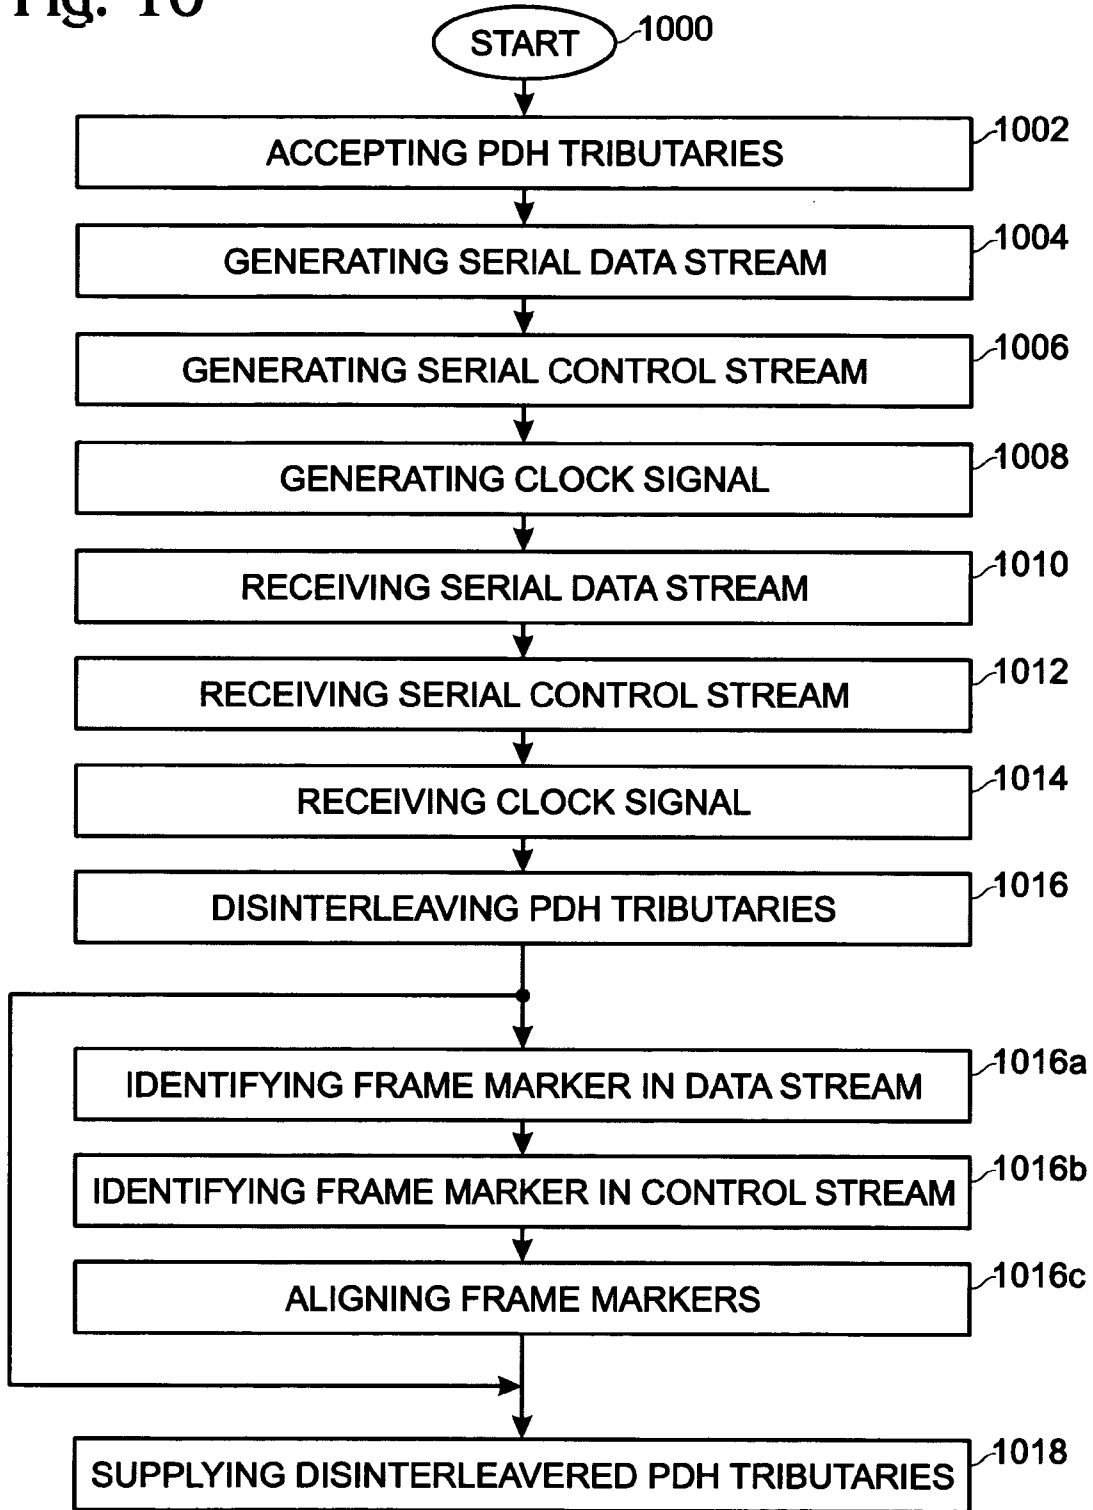 Fig. 10
START
1000
ACCEPTING PDH TRIBUTARIES
1002
GENERATING SERIAL DATA STREAM
1004
GENERATING SERIAL CONTROL STREAM
1006
GENERATING CLOCK SIGNAL
1008
RECEIVING SERIAL DATA STREAM
1010
RECEIVING SERIAL CONTROL STREAM
1012
RECEIVING CLOCK SIGNAL
1014
DISINTERLEAVING PDH TRIBUTARIES
1016
IDENTIFYING FRAME MARKER IN DATA STREAM
1016a
IDENTIFYING FRAME MARKER IN CONTROL STREAM
1016b
ALIGNING FRAME MARKERS
1016c
SUPPLYING DISINTERLEAVERED PDH TRIBUTARIES
1018